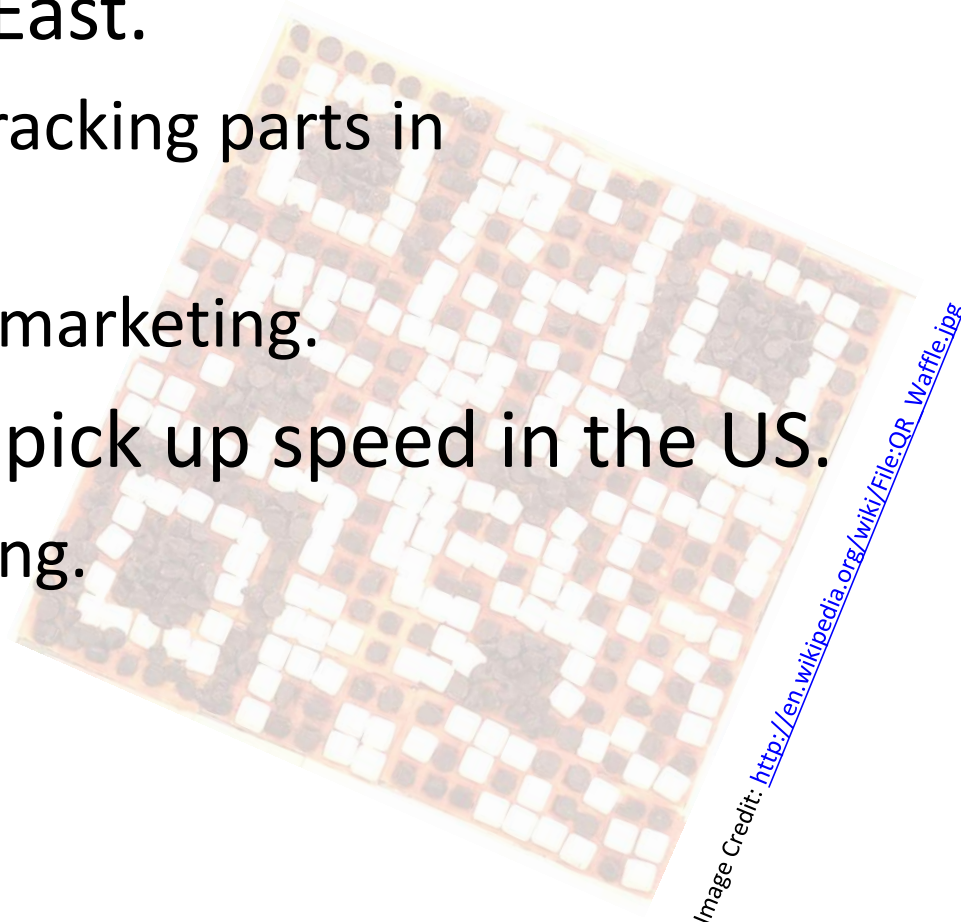 East.
racking parts in
marketing.
pick up speed in the US.
ng.
Image Credit: http://en.wikipedia.org/wiki/File:QR_Waffle.jpg